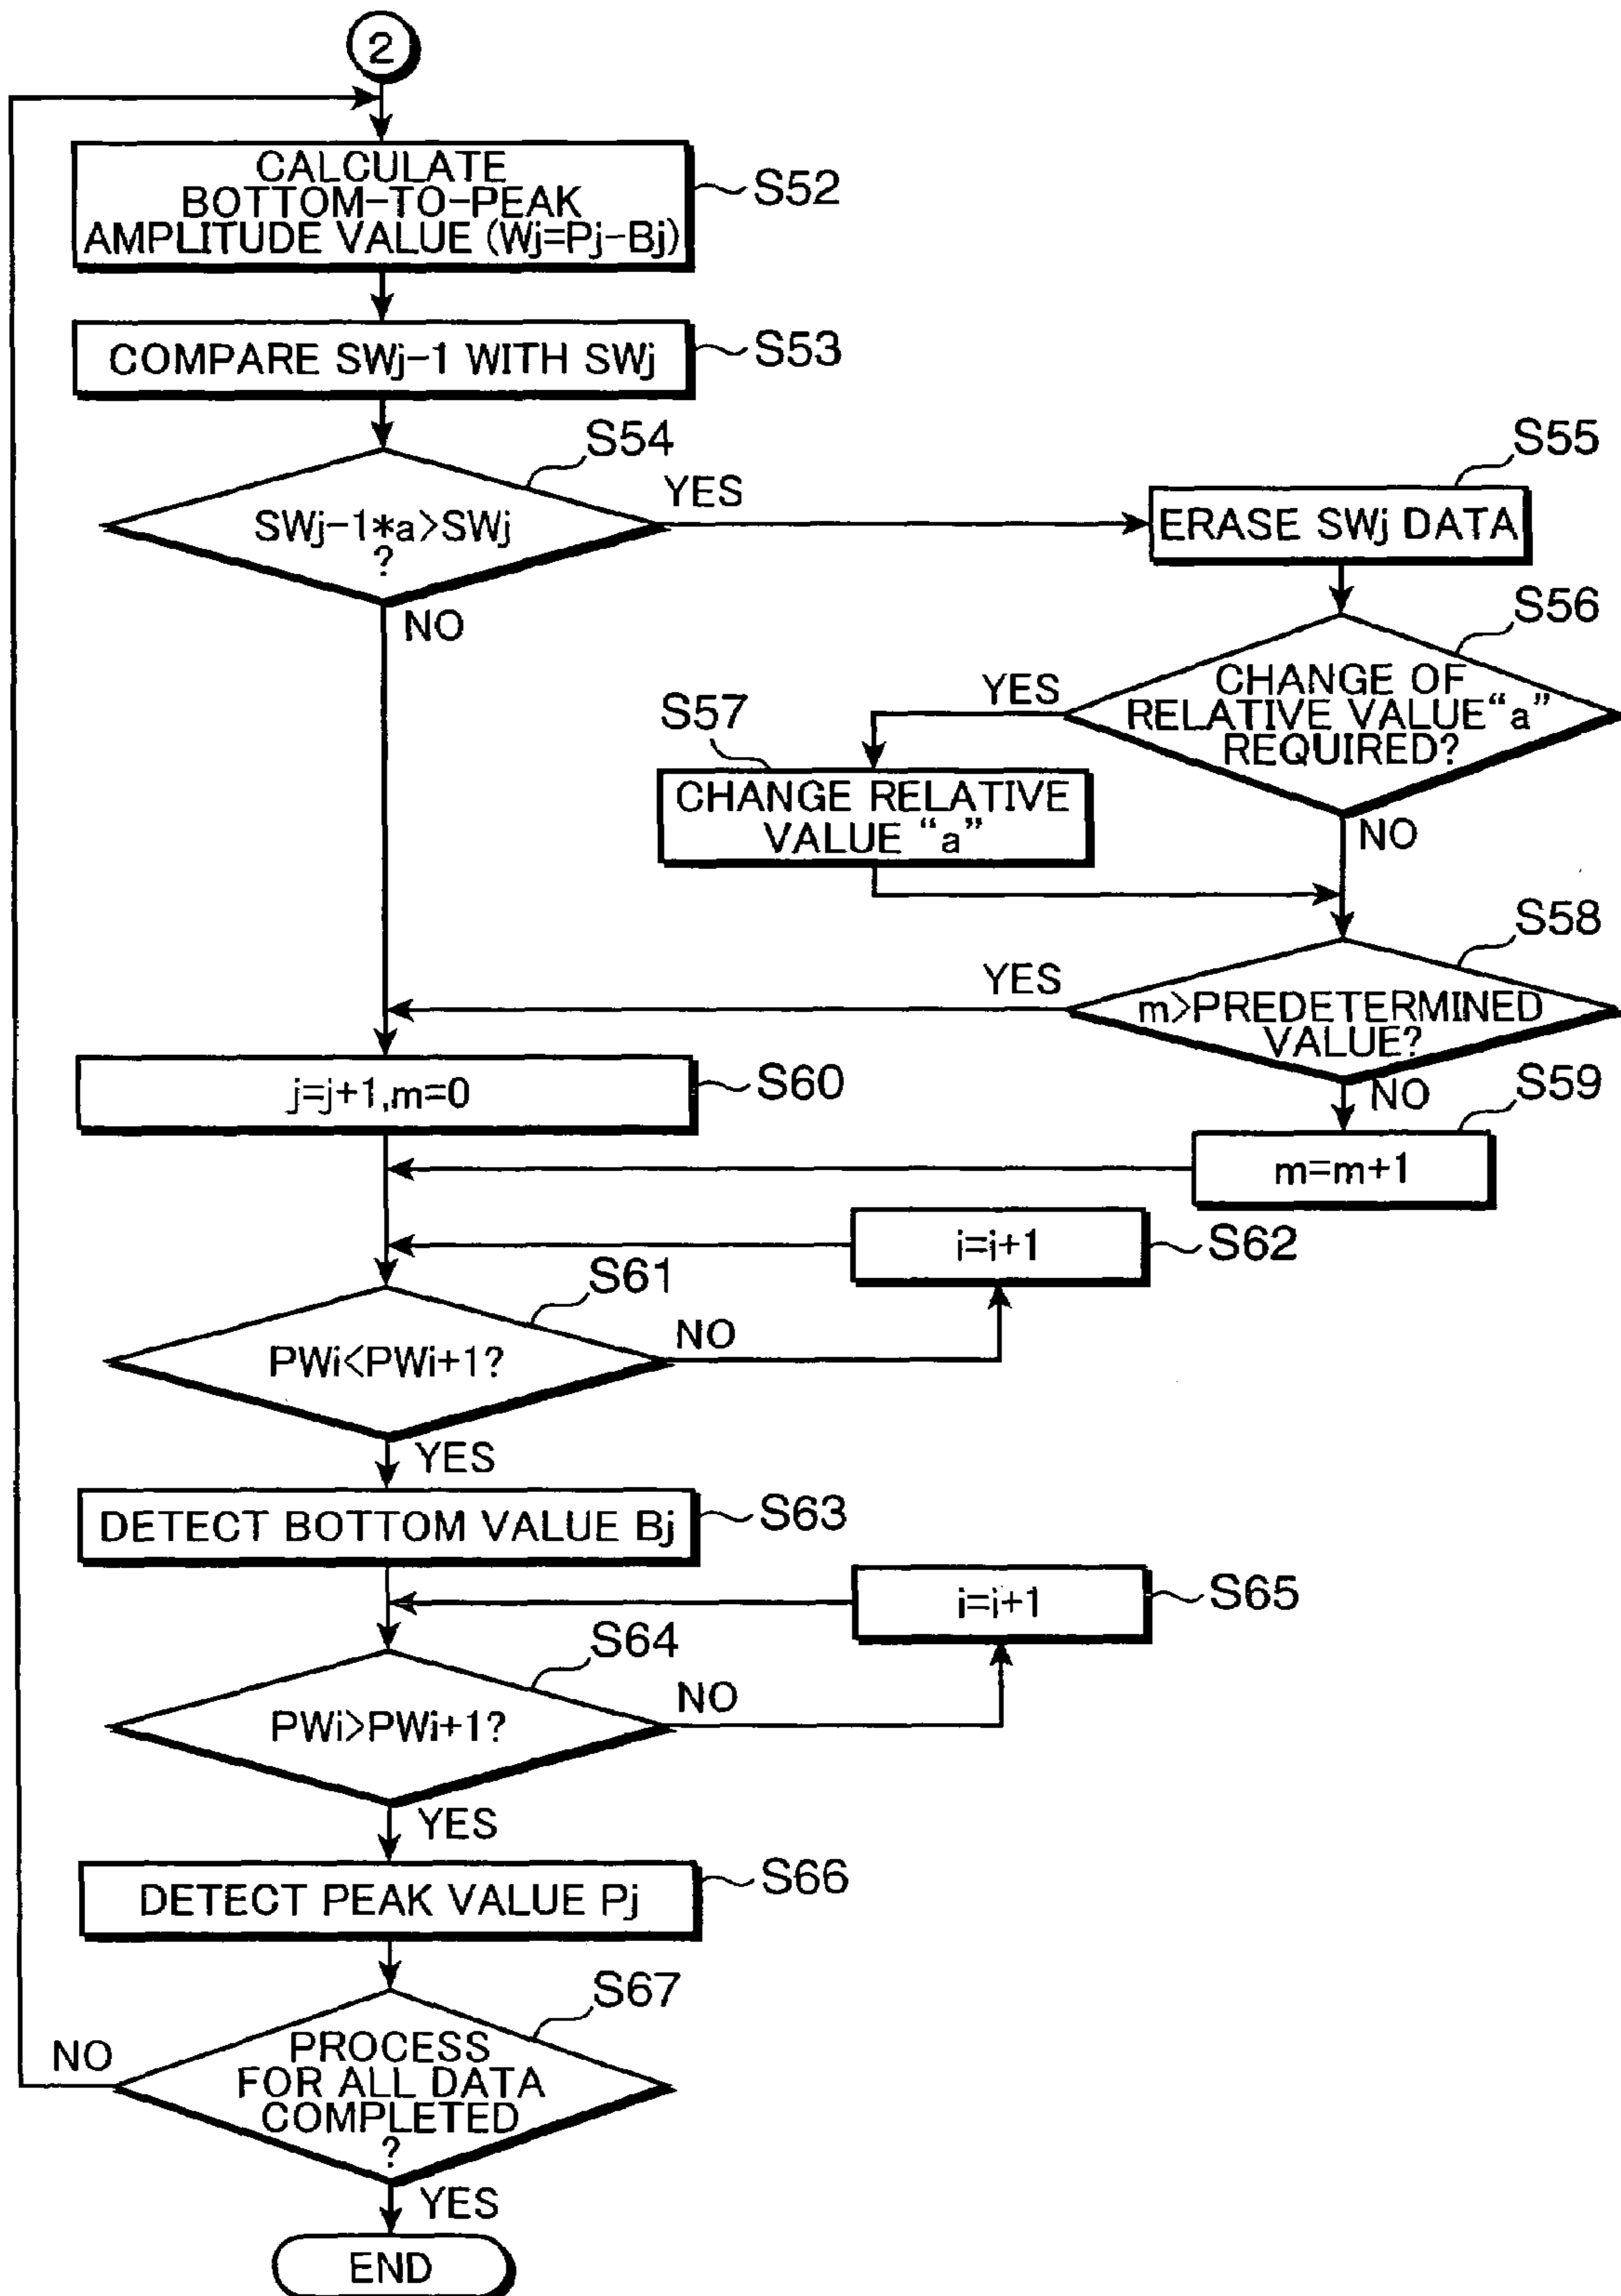 2
CALCULATE
BOTTOM-TO-PEAK
AMPLITUDE VALUE (Wj=Pj-Bj)
S52
COMPARE SWj-1 WITH SWj
S53
S54
SWj-1*a>SWj
?
YES
NO
S55
ERASE SWj DATA
S56
CHANGE OF
RELATIVE VALUE“a”
REQUIRED?
YES
NO
S57
CHANGE RELATIVE
VALUE “a”
S58
m>PREDETERMINED
VALUE?
YES
NO
S59
m=m+1
j=j+1,m=0
S60
i=i+1
S62
S61
PWi<PWi+1?
NO
YES
DETECT BOTTOM VALUE Bj
S63
i=i+1
S65
S64
PWi>PWi+1?
NO
YES
DETECT PEAK VALUE Pj
S66
S67
PROCESS
FOR ALL DATA
COMPLETED
?
NO
YES
END